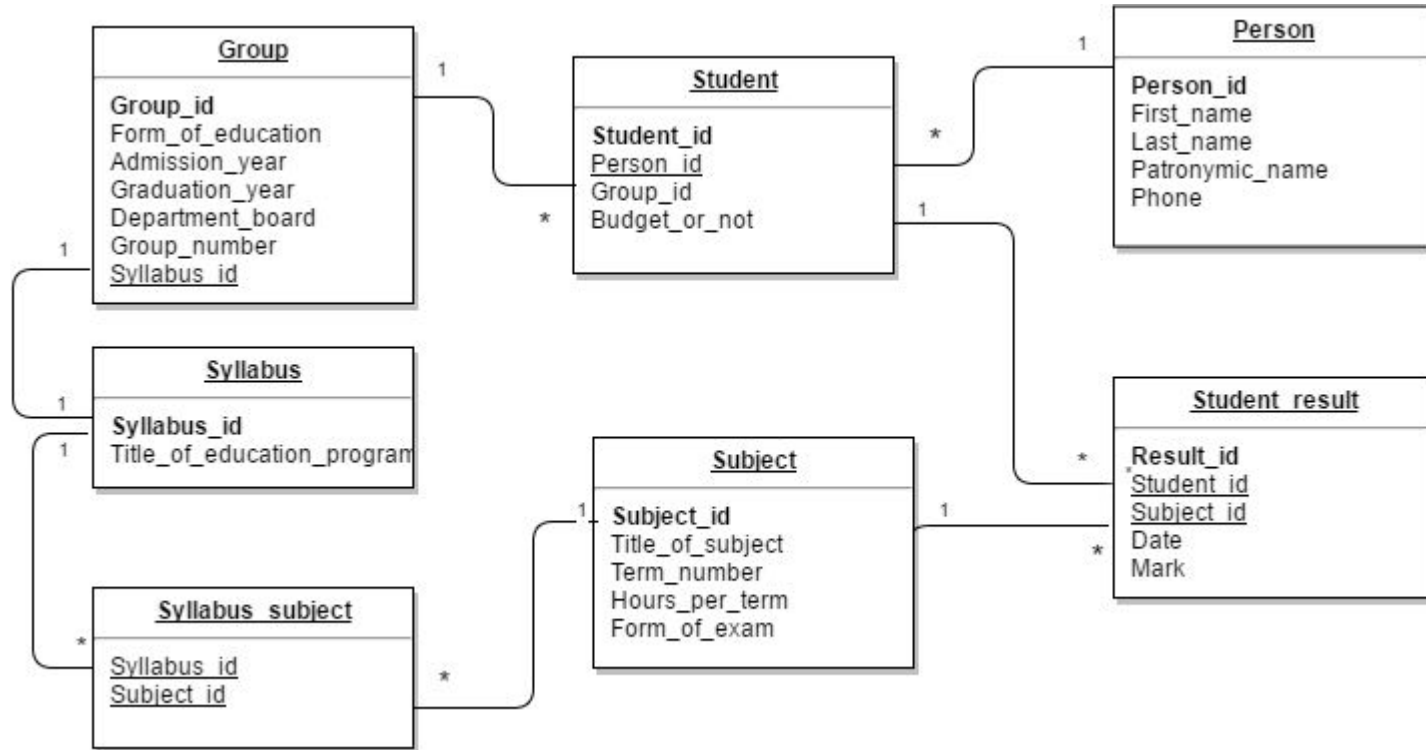 Group
Group_id
Form_of_education
Admission_year
Graduation_year
Department_board
Group_number
Syllabus_id
1
*
Student
Student_id
Person_id
Group_id
Budget_or_not
1
*
Person
Person_id
First_name
Last_name
Patronymic_name
Phone
1
1
Syllabus
Syllabus_id
Title_of_education_program
1
*
Syllabus_subject
Syllabus_id
Subject_id
*
1
Subject
Subject_id
Title_of_subject
Term_number
Hours_per_term
Form_of_exam
1
*
1
*
Student_result
Result_id
*
Student_id
Subject_id
Date
Mark